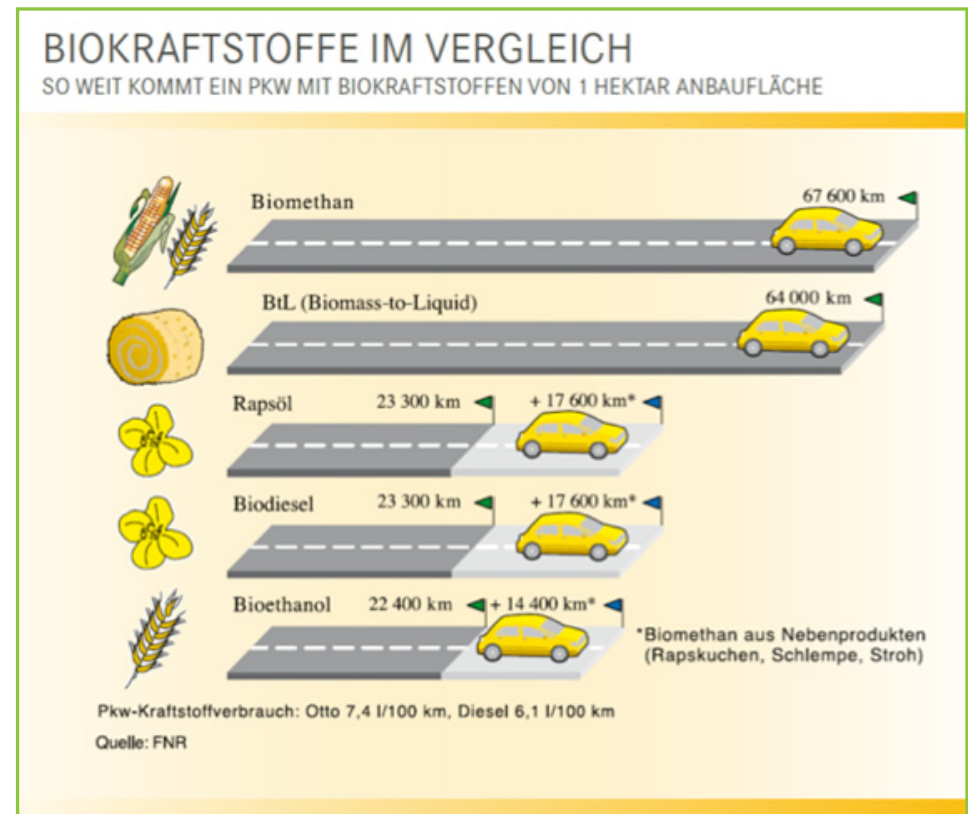 BIOKRAFTSTOFFE IM VERGLEICH
SO WEIT KOMMT EIN PKW MIT BIOKRAFTSTOFFEN VON 1 HEKTAR ANBAUFLÄCHE
Biomethan
67 600 km
BtL (Biomass-to-Liquid)
64 000 km
Rapsöl 23 300 km + 17 600 km*
Biodiesel 23 300 km + 17 600 km*
Bioethanol 22 400 km + 14 400 km*
*Biomethan aus Nebenprodukten
(Rapskuchen, Schlempe, Stroh)
Pkw-Kraftstoffverbrauch: Otto 7,4 l/100 km, Diesel 6,1 l/100 km
Quelle: FNR